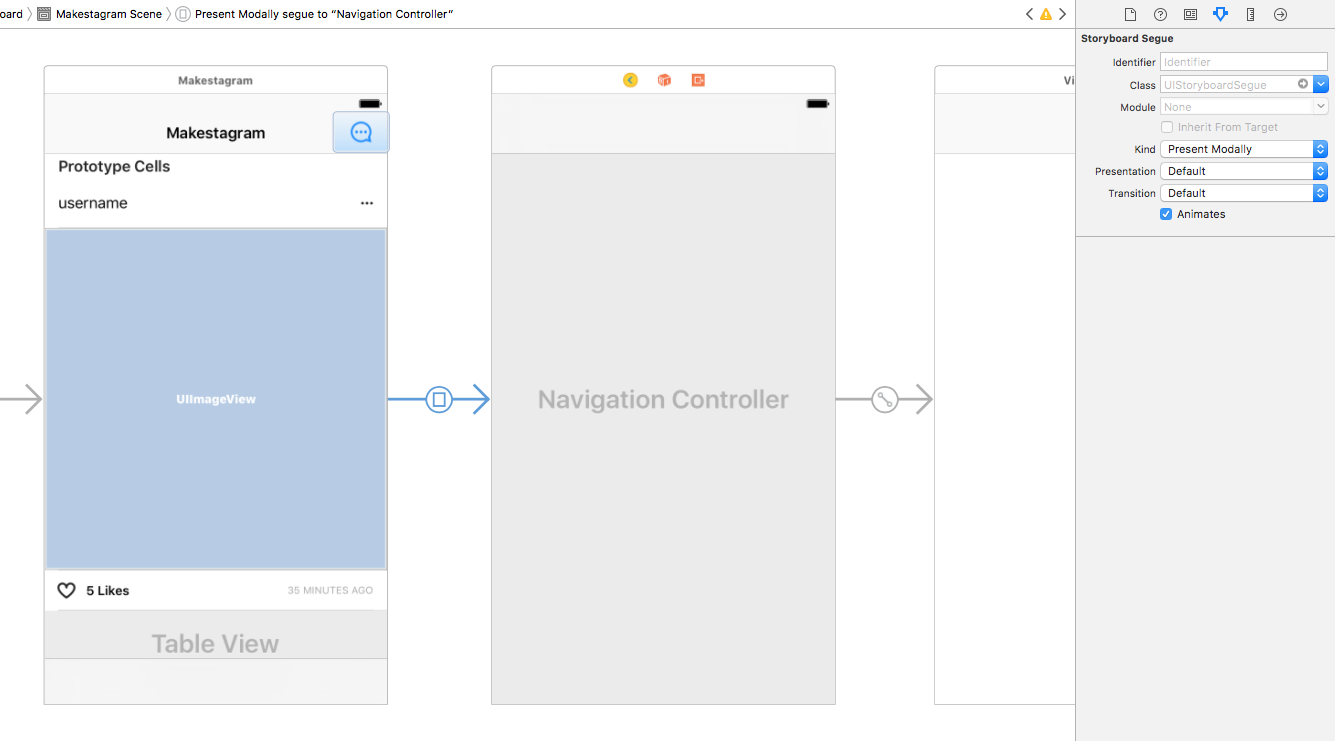 oard Makestagram Scene Present Modally segue to “Navigation Controller”
Storyboard Segue
Identifier Identifier
Class UIStoryboardSegue
Module None
Inherit From Target
Kind Present Modally
Presentation Default
Transition Default
Animates
Makestagram
Makestagram
Prototype Cells
username
UIImageView
5 Likes 35 MINUTES AGO
Table View
Navigation Controller
Vi